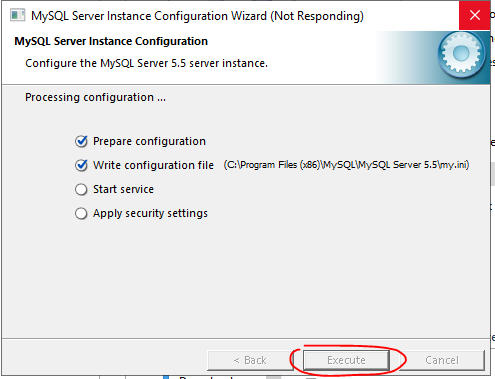 MySQL Server Instance Configuration Wizard (Not Responding)
MySQL Server Instance Configuration
Configure the MySQL Server 5.5 server instance.
Processing configuration ...
Prepare configuration
Write configuration file (C:\Program Files (x86)\MySQL\MySQL Server 5.5\my.ini)
Start service
Apply security settings
< Back Execute Cancel